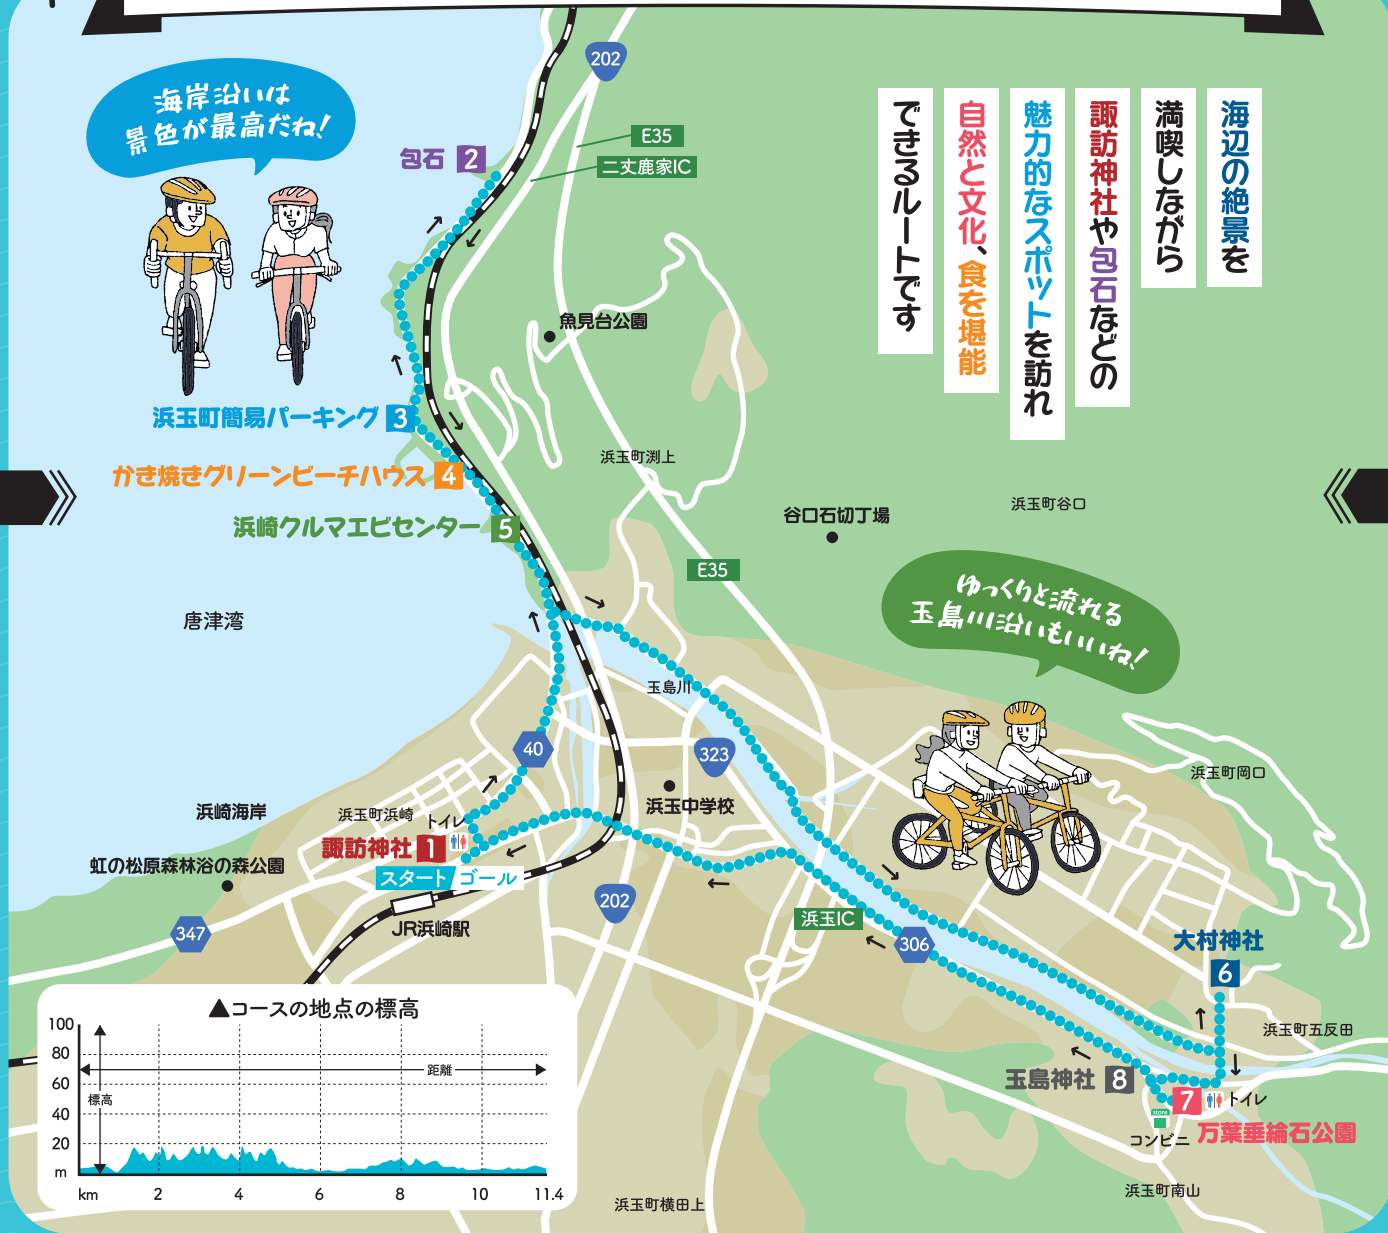 海岸沿いは
景色が最高だね!
202
E35
二丈鹿家IC
包石 2
海辺の絶景を
満喫しながら
諏訪神社や包石などの
魅力的なスポットを訪れ
自然と文化、食を堪能
できるルートです
魚見台公園
浜玉町簡易パーキング 3
かき焼きグリーンビーチハウス 4
浜崎クルマエビセンター 5
浜玉町渕上
谷口石切丁場
浜玉町谷口
E35
唐津湾
ゆっくりと流れる
玉島川沿いもいいね!
玉島川
40
323
浜玉中学校
浜玉町岡口
浜崎海岸
浜玉町浜崎
トイレ
諏訪神社 1
スタート/ゴール
虹の松原森林浴の森公園
347
JR浜崎駅
202
浜玉IC
306
大村神社
6
浜玉町五反田
玉島神社 8
7 トイレ
store
コンビニ
万葉垂綸石公園
浜玉町南山
浜玉町横田上
▲コースの地点の標高
100
80
60
40
20
m
距離
標高
km 2 4 6 8 10 11.4